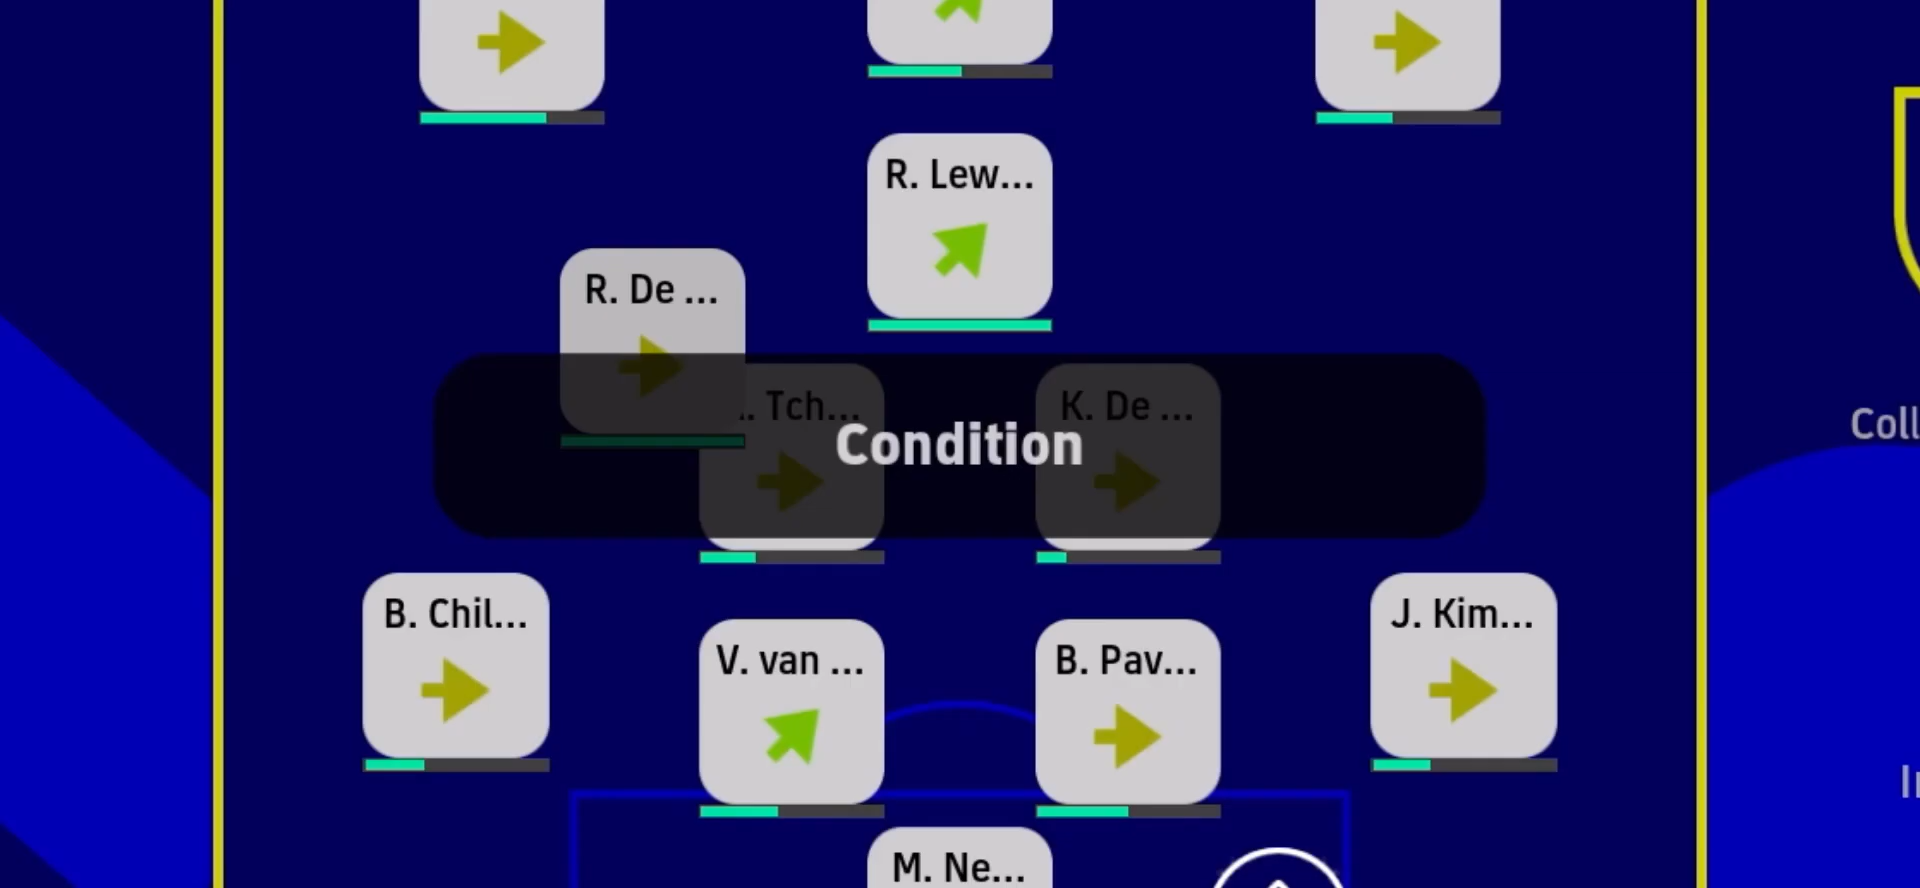 R. Lew...
R. De ...
. Tch...
K. De ...
Condition
Coll
B. Chil...
J. Kim...
V. van ...
B. Pav...
M. Ne...